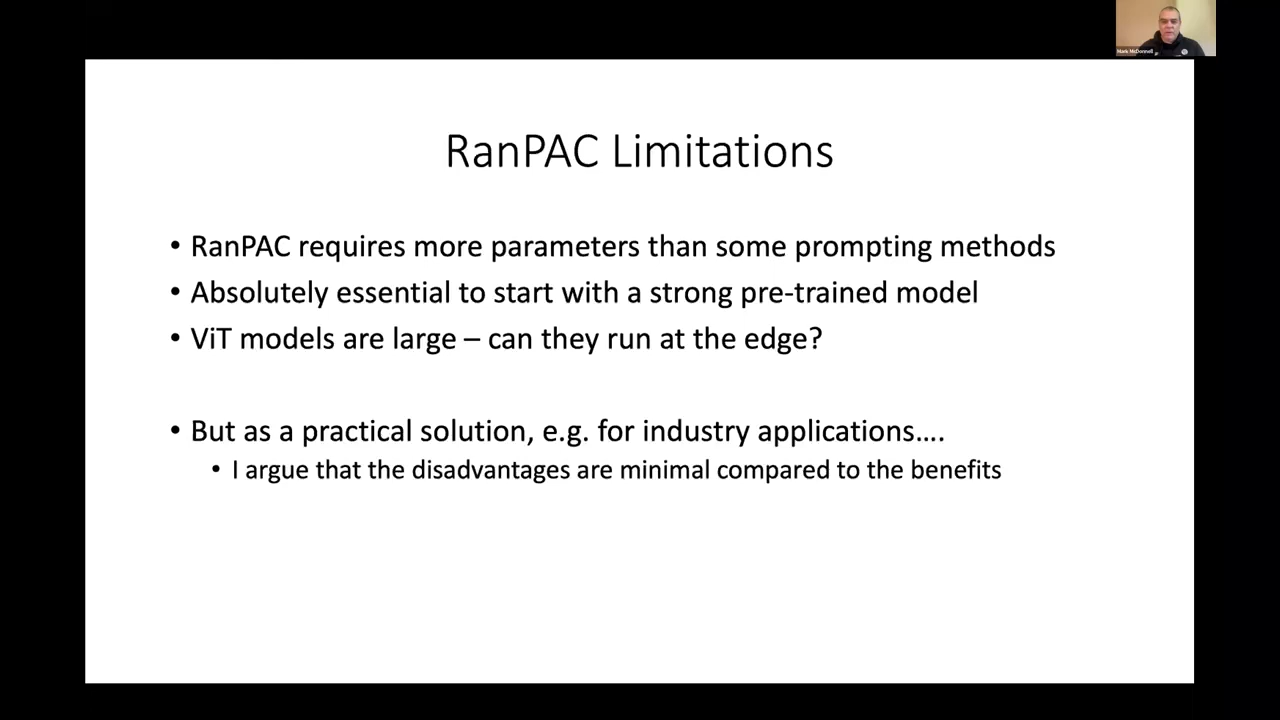 Mark McDonnell
RanPAC Limitations
• RanPAC requires more parameters than some prompting methods
• Absolutely essential to start with a strong pre-trained model
• ViT models are large – can they run at the edge?
• But as a practical solution, e.g. for industry applications….
• I argue that the disadvantages are minimal compared to the benefits